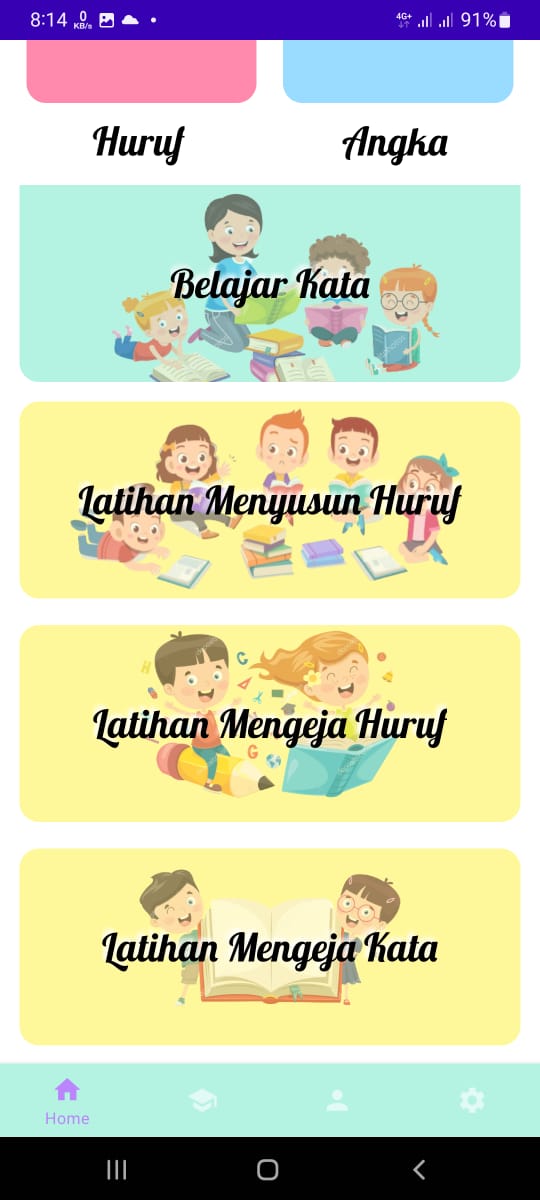 8:14 0 KB/s 4G+ 91%
Huruf Angka
Belajar Kata
Latihan Menyusun Huruf
Latihan Mengeja Huruf
Latihan Mengeja Kata
Home